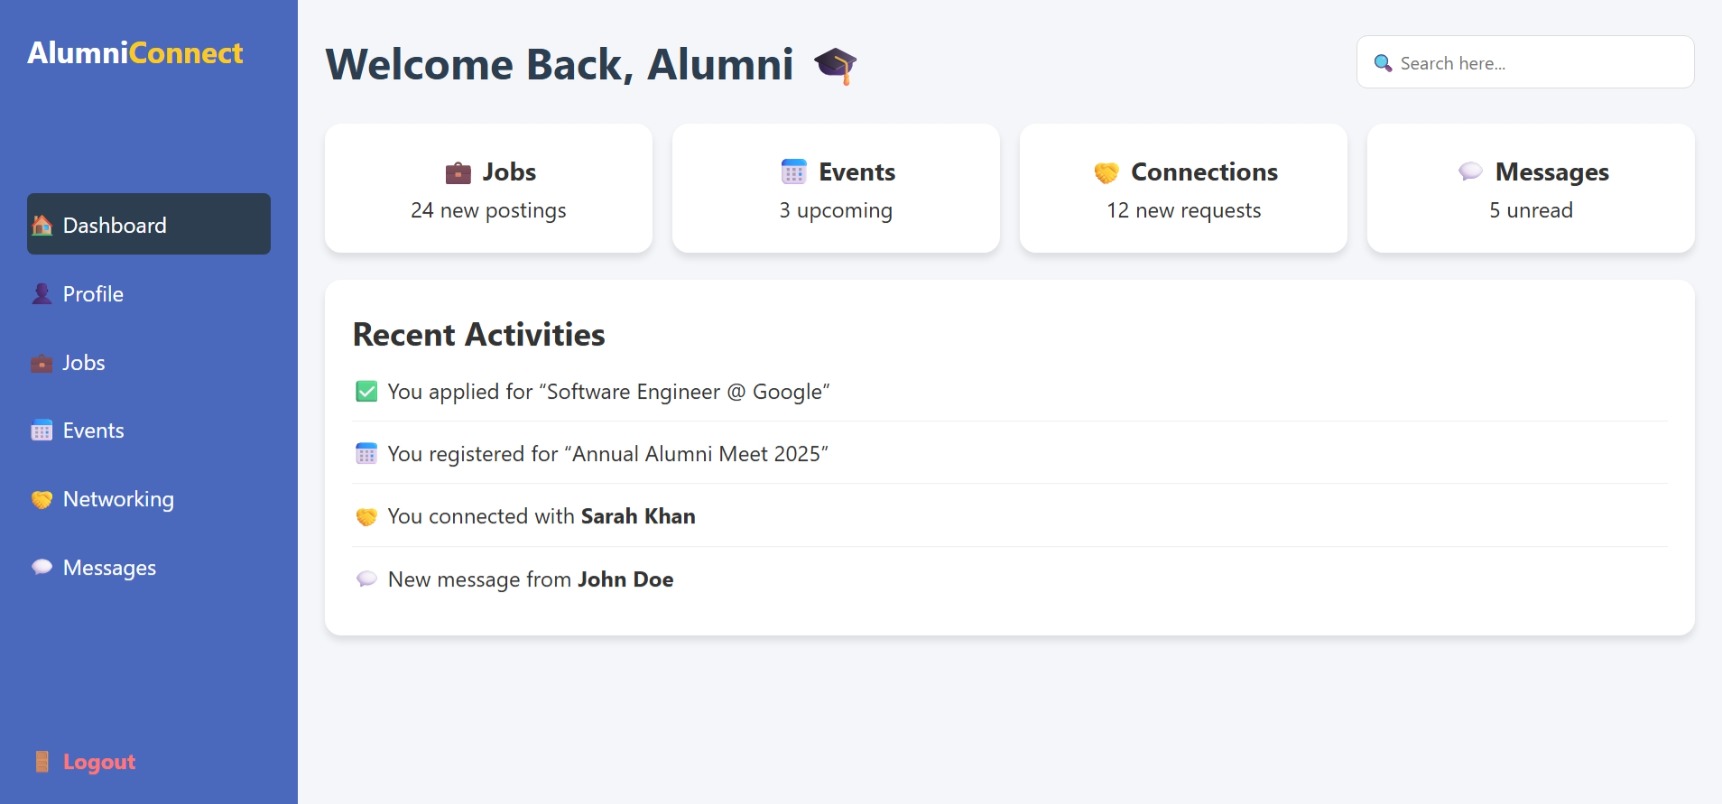 AlumniConnect
Dashboard
Profile
Jobs
Events
Networking
Messages
Logout
Welcome Back, Alumni
Search here...
Jobs
24 new postings
Events
3 upcoming
Connections
12 new requests
Messages
5 unread
Recent Activities
You applied for “Software Engineer @ Google”
You registered for “Annual Alumni Meet 2025”
You connected with Sarah Khan
New message from John Doe